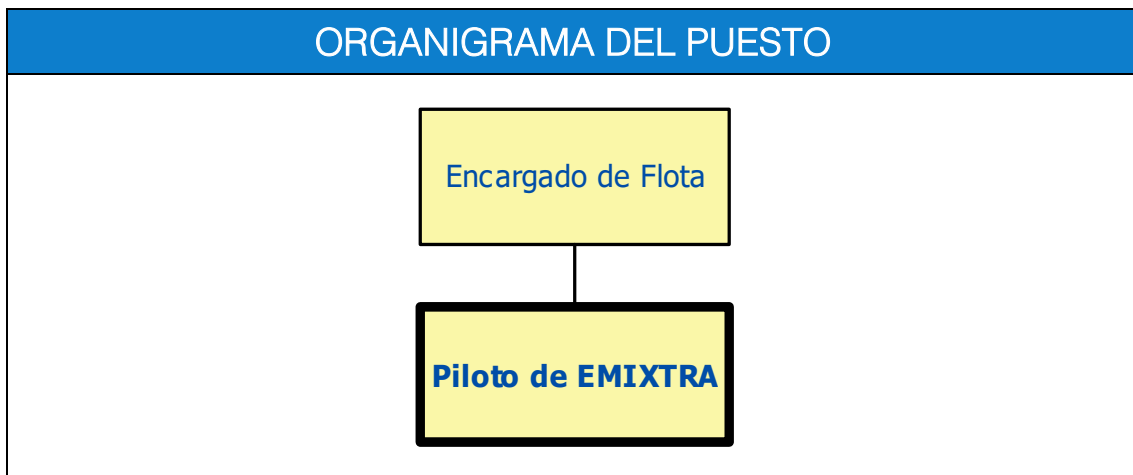 ORGANIGRAMA DEL PUESTO
Encargado de Flota
Piloto de EMIXTRA